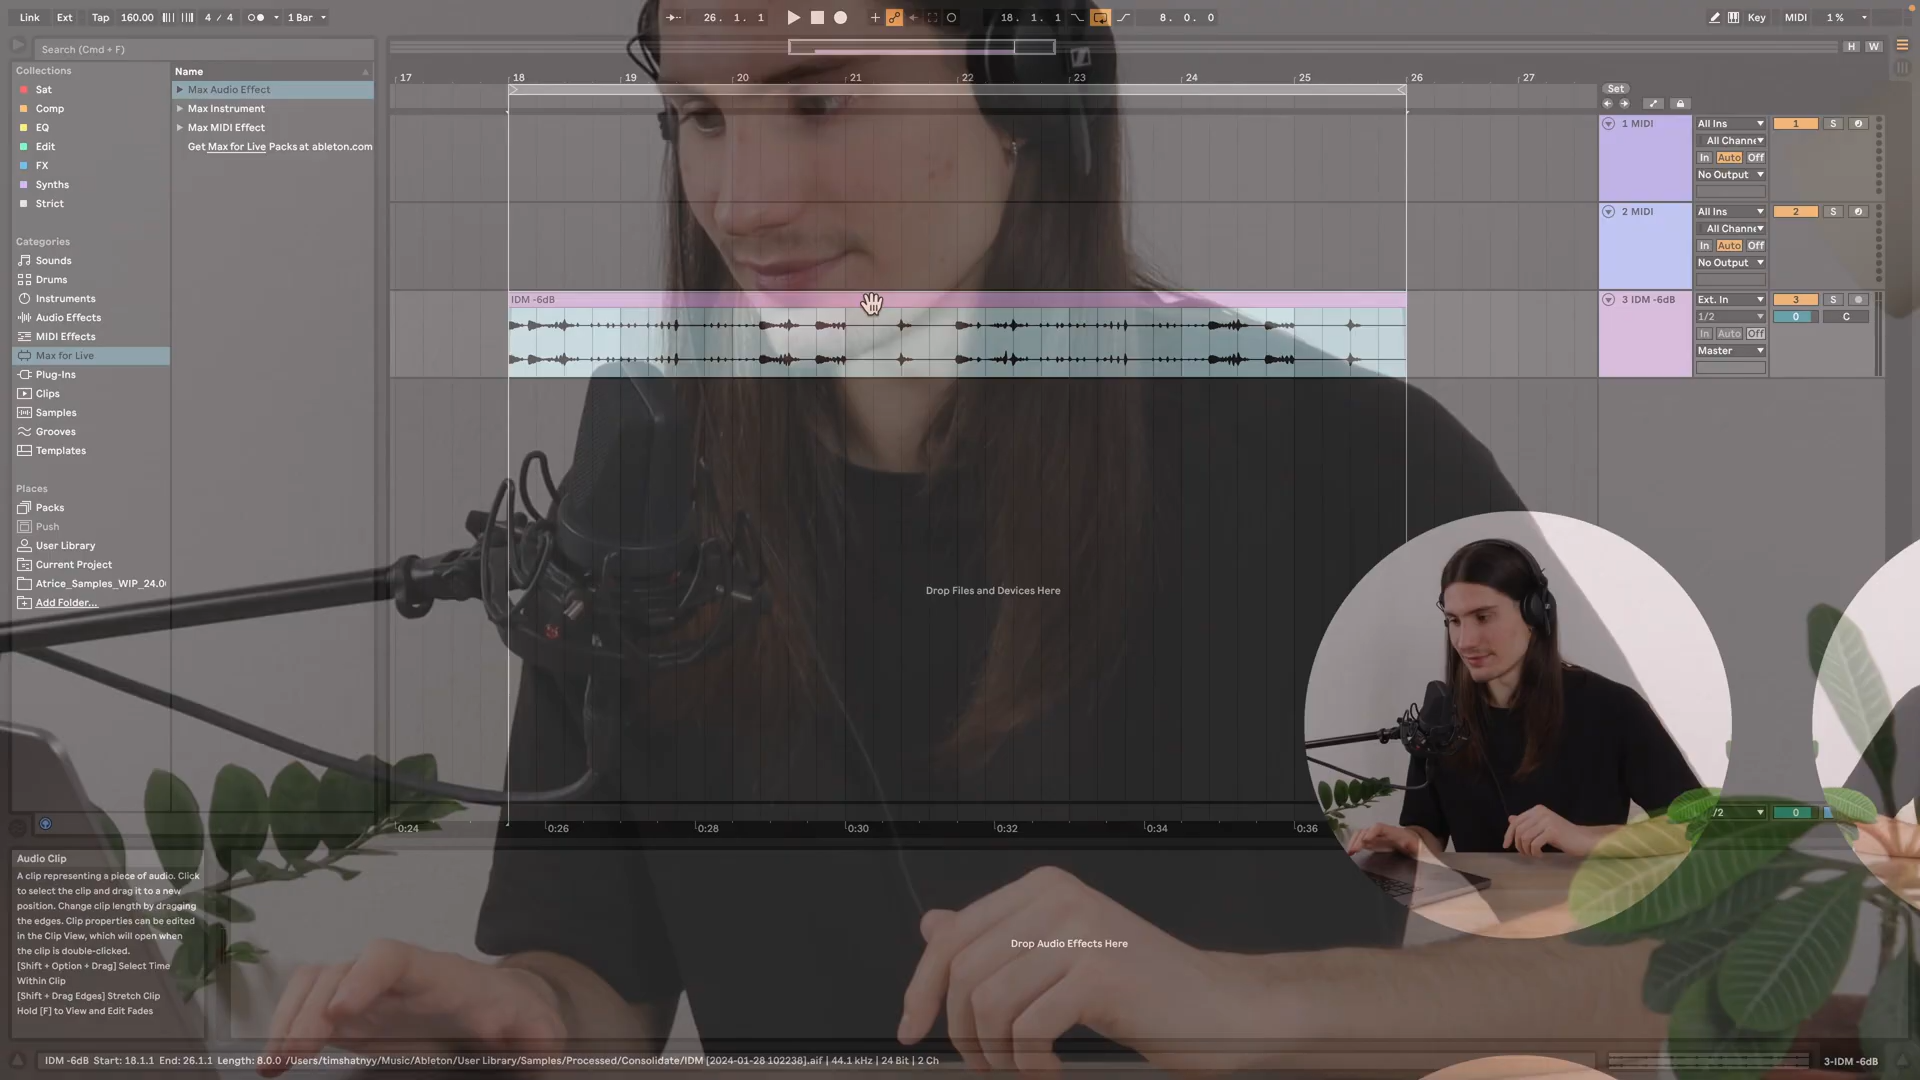 Link Ext Tap 160.00 4 / 4 1 Bar 26. 1. 1 18. 1. 1 8. 0. 0 Key MIDI 1 %
Search (Cmd + F)
H W
Collections
Sat
Comp
EQ
Edit
FX
Synths
Strict
Categories
Sounds
Drums
Instruments
Audio Effects
MIDI Effects
Max for Live
Plug-Ins
Clips
Samples
Grooves
Templates
Places
Packs
Push
User Library
Current Project
Atrice_Samples_WIP_24.0
Add Folder...
Name
Max Audio Effect
Max Instrument
Max MIDI Effect
Get Max for Live Packs at ableton.com
17 18 19 20 21 22 23 24 25 26 27
Set
1 MIDI All Ins 1 S
All Channe
In Auto Off
No Output
2 MIDI All Ins 2 S
All Channe
In Auto Off
No Output
IDM -6dB
3 IDM -6dB Ext. In 3 S
1/2 0 C
In Auto Off
Master
Drop Files and Devices Here
/2 0
0:24 0:26 0:28 0:30 0:32 0:34 0:36
Audio Clip
A clip representing a piece of audio. Click
to select the clip and drag it to a new
position. Change clip length by dragging
the edges. Clip properties can be edited
in the Clip View, which will open when
the clip is double-clicked.
[Shift + Option + Drag] Select Time
Within Clip
[Shift + Drag Edges] Stretch Clip
Hold [F] to View and Edit Fades
Drop Audio Effects Here
IDM -6dB Start: 18.1.1 End: 26.1.1 Length: 8.0.0 /Users/timshatnyy/Music/Ableton/User Library/Samples/Processed/Consolidate/IDM [2024-01-28 102238].aif | 44.1 kHz | 24 Bit | 2 Ch
3-IDM -6dB